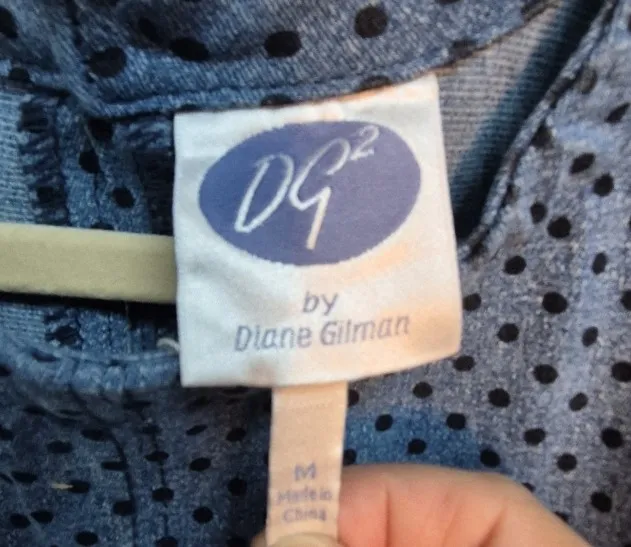 DG²
by
Diane Gilman
M
Made in
China